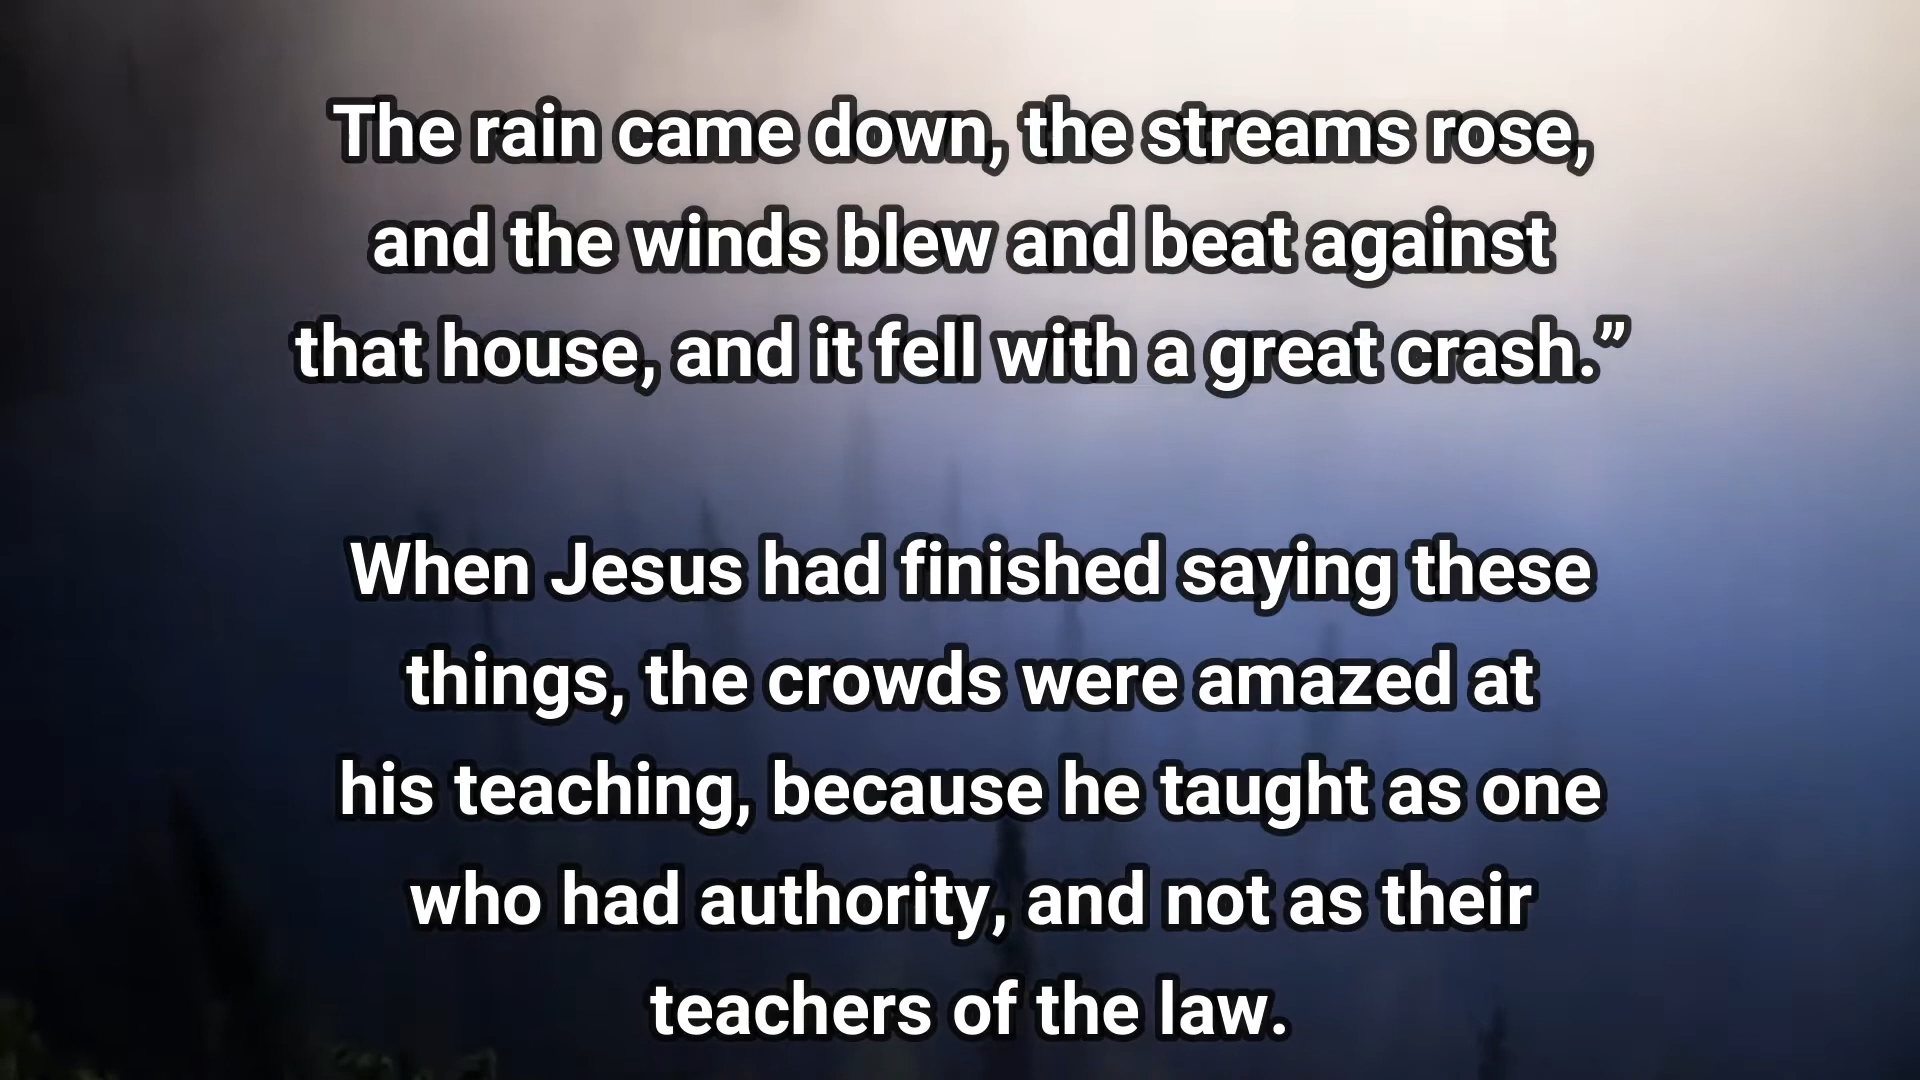 The rain came down, the streams rose,
and the winds blew and beat against
that house, and it fell with a great crash.”
When Jesus had finished saying these
things, the crowds were amazed at
his teaching, because he taught as one
who had authority, and not as their
teachers of the law.